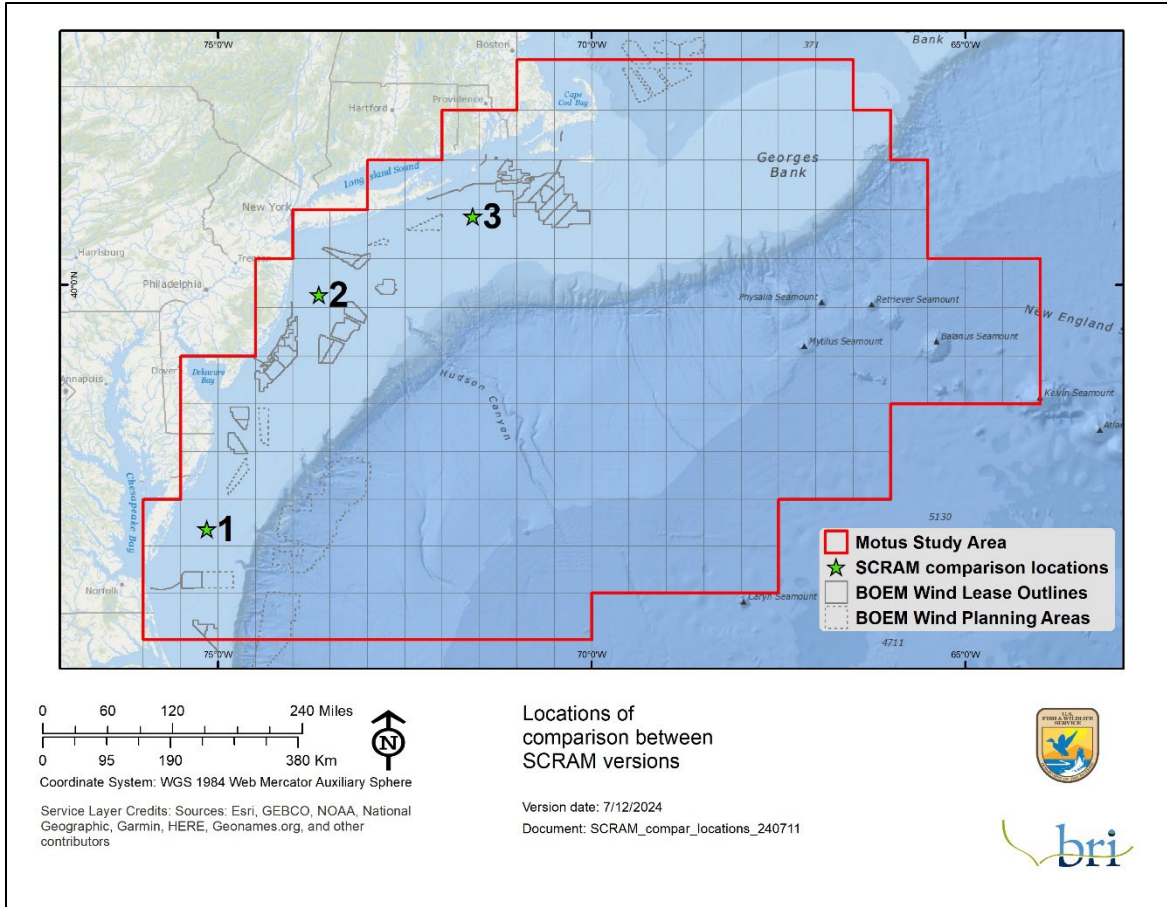 75°0'W
70°0'W
65°0'W
Boston
371
Bank
Cape
Cod Bay
Hartford
Providence
Georges
Bank
Long Island Sound
New York
3
Harrisburg
Trenton
Philadelphia
40°0'N
40°0'N
2
Physalia Seamount
Retriever Seamount
New England S
Mytilus Seamount
Balanus Seamount
Annapolis
Dover
Delaware
Bay
Hudson Canyon
Kelvin Seamount
Atlan
Chesapeake Bay
1
5130
Norfolk
Caryn Seamount
4711
Motus Study Area
SCRAM comparison locations
BOEM Wind Lease Outlines
BOEM Wind Planning Areas
75°0'W
70°0'W
65°0'W
0 60 120 240 Miles
0 95 190 380 Km
N
Coordinate System: WGS 1984 Web Mercator Auxiliary Sphere
Service Layer Credits: Sources: Esri, GEBCO, NOAA, National
Geographic, Garmin, HERE, Geonames.org, and other
contributors
Locations of
comparison between
SCRAM versions
Version date: 7/12/2024
Document: SCRAM_compar_locations_240711
U.S.
FISH & WILDLIFE
SERVICE
bri